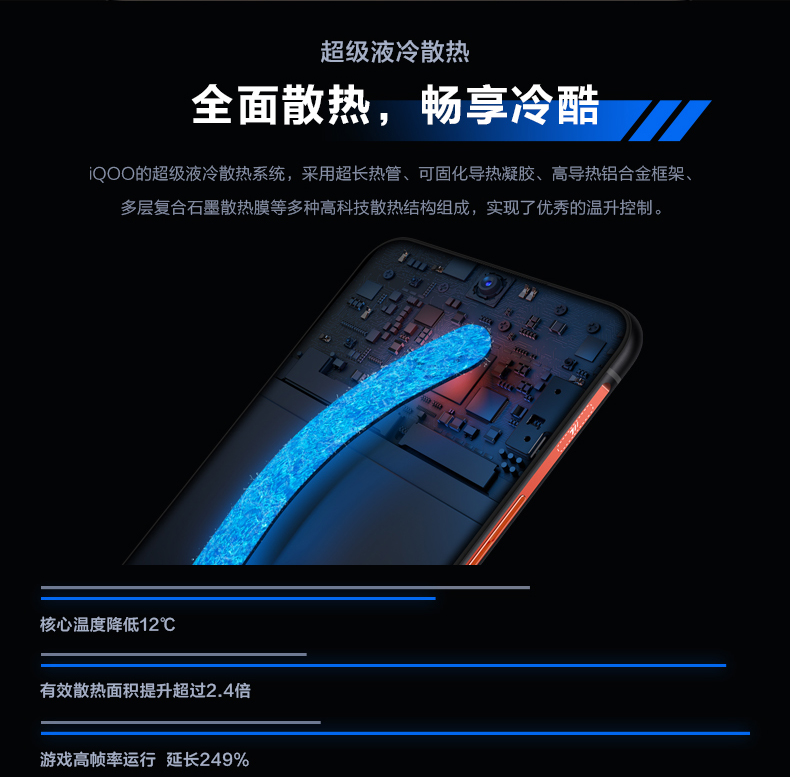 超级液冷散热
全面散热，畅享冷酷
iQOO的超级液冷散热系统，采用超长热管、可固化导热凝胶、高导热铝合金框架、
多层复合石墨散热膜等多种高科技散热结构组成，实现了优秀的温升控制。
核心温度降低12℃
有效散热面积提升超过2.4倍
游戏高帧率运行 延长249%